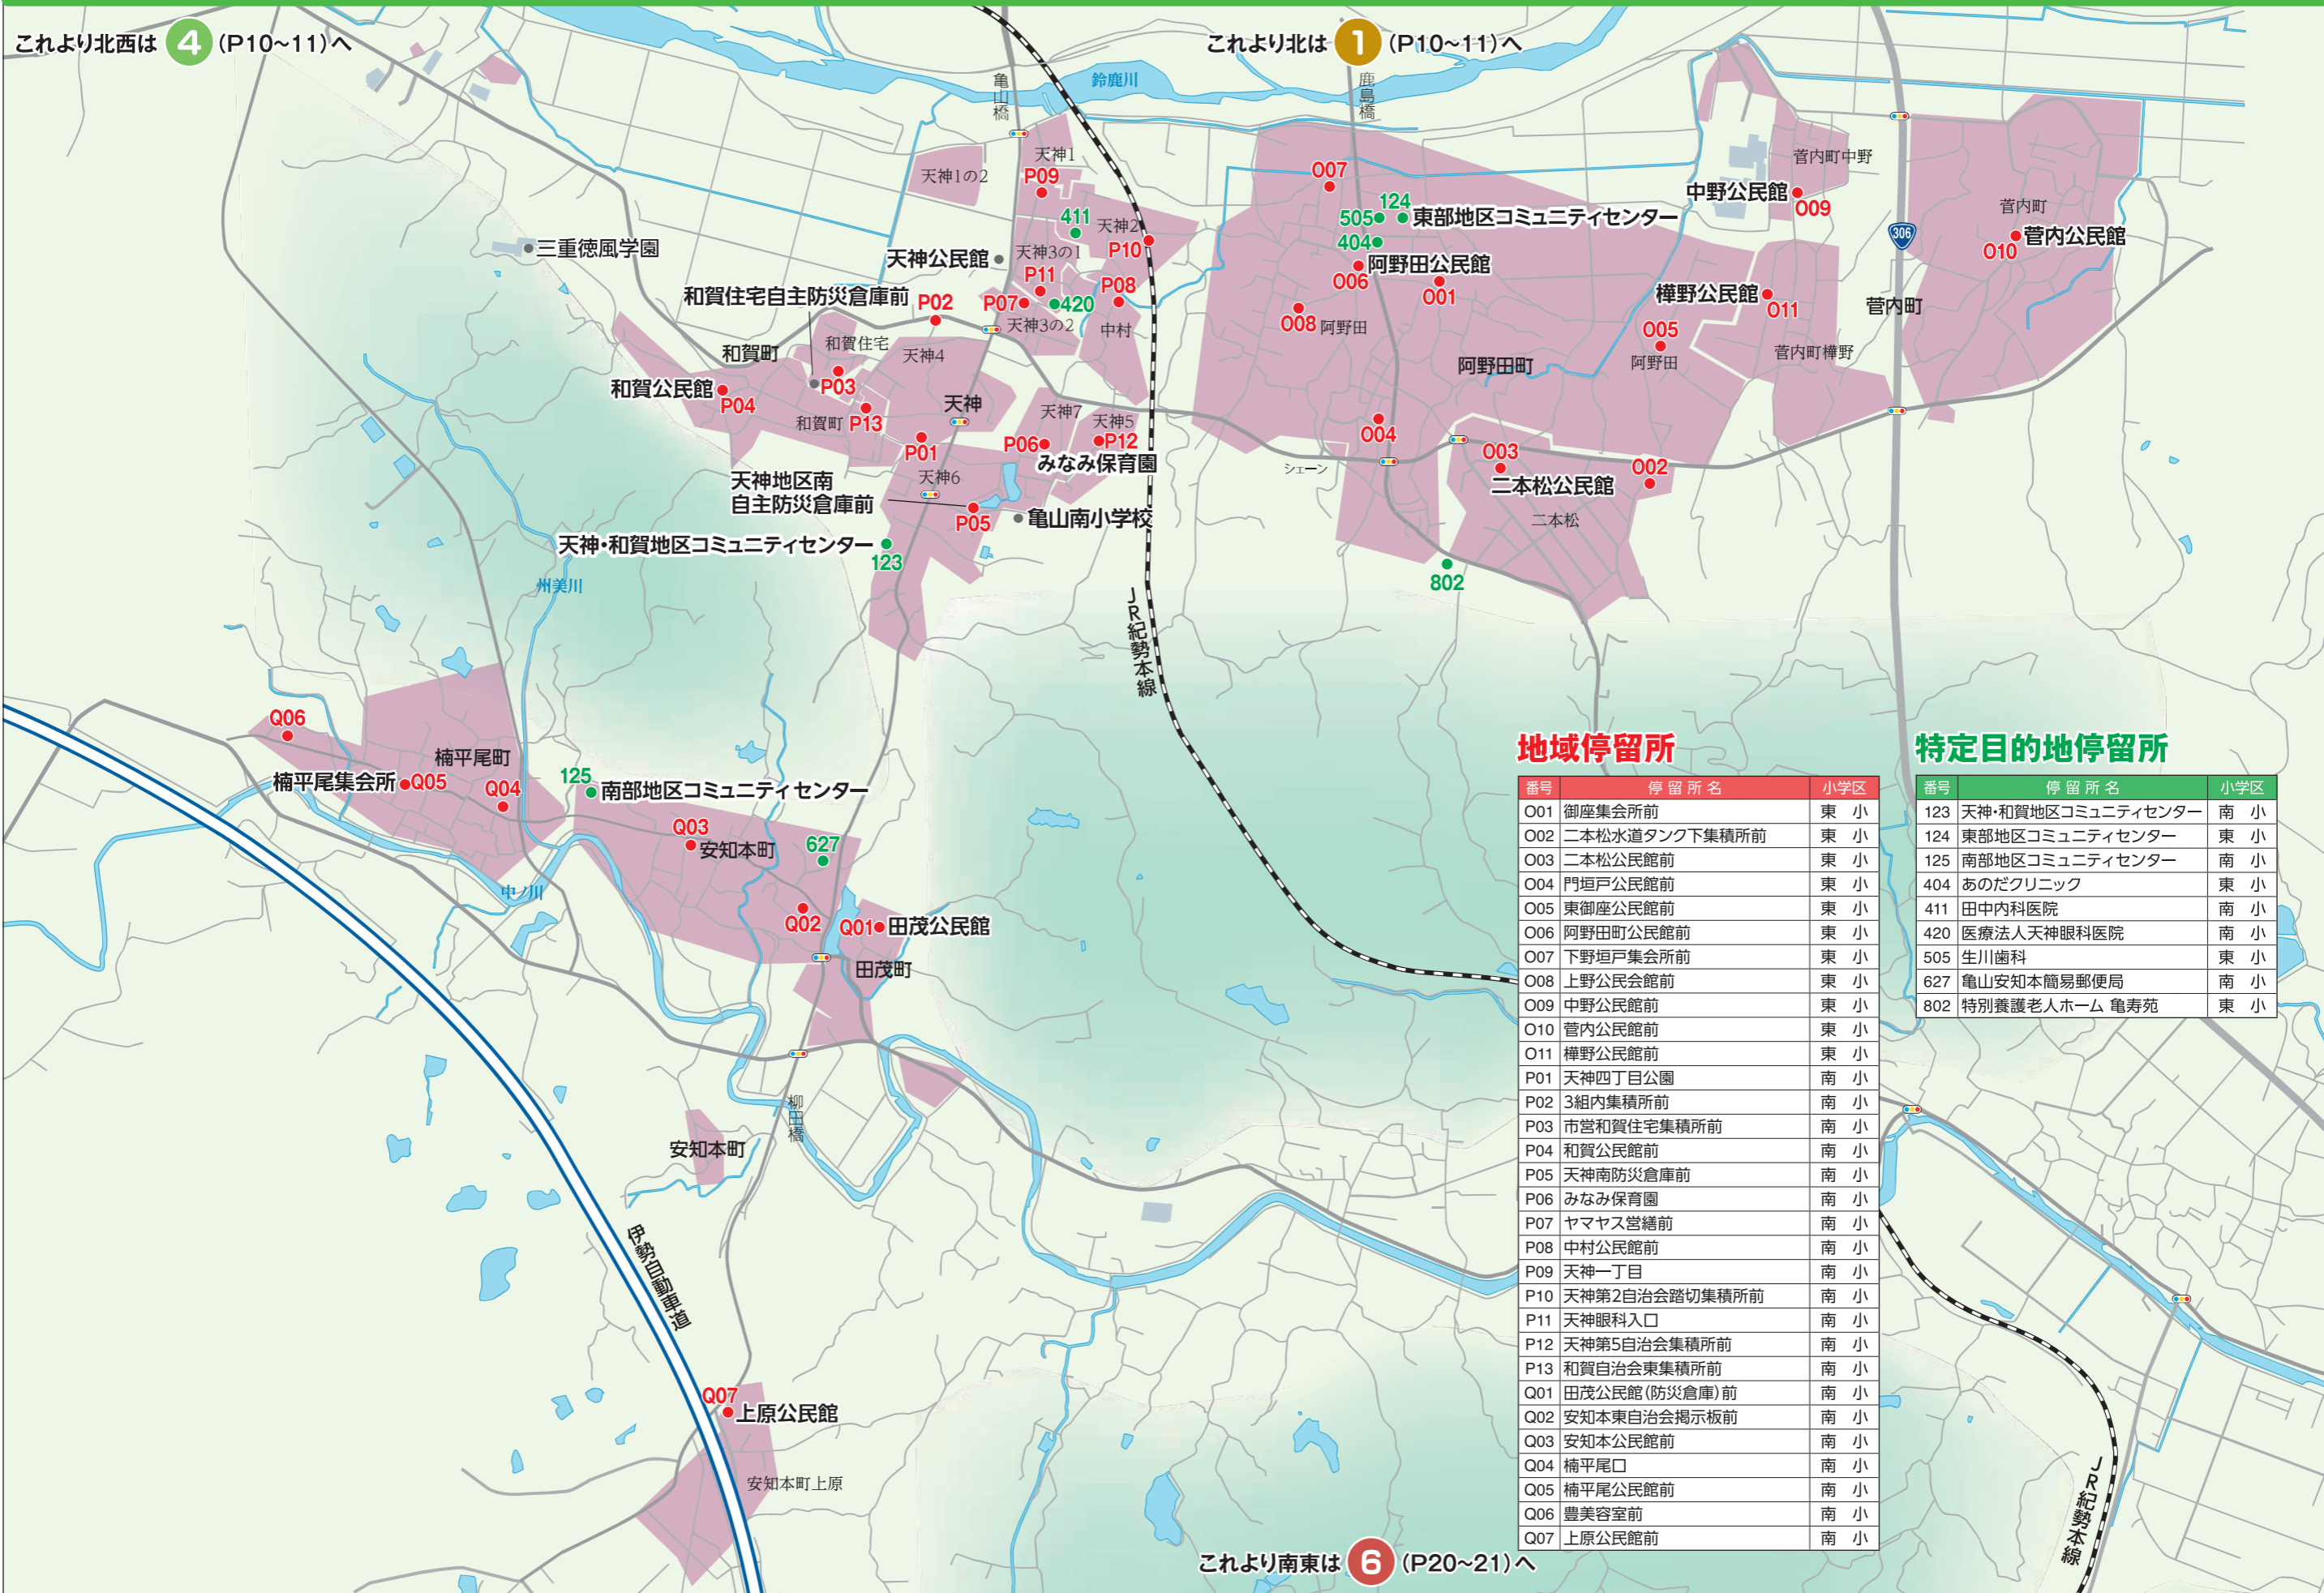 これより北西は 4 (P10~11)へ
これより北は 1 (P10~11)へ
亀山橋
鈴鹿川
鹿島橋
天神1
天神1の2
P09
411
天神2
P10
天神公民館
天神3の1
P11
P07
420
P08
天神3の2
中村
三重徳風学園
和賀住宅自主防災倉庫前
P02
和賀町
和賀住宅
天神4
和賀公民館
P04
P03
和賀町
P13
天神
P01
天神7
天神5
P06
P12
みなみ保育園
天神6
天神地区南
自主防災倉庫前
P05
亀山南小学校
天神・和賀地区コミュニティセンター
123
州美川
JR紀勢本線
O07
124
505
東部地区コミュニティセンター
404
阿野田公民館
O06
O01
O08
阿野田
阿野田町
O05
阿野田
O04
シェーン
O03
二本松公民館
O02
二本松
802
菅内町中野
中野公民館
O09
306
菅内町
菅内公民館
O10
樺野公民館
O11
菅内町
菅内町樺野
Q06
楠平尾町
楠平尾集会所
Q05
Q04
125
南部地区コミュニティセンター
Q03
安知本町
627
中ノ川
Q02
Q01
田茂公民館
田茂町
柳田橋
安知本町
伊勢自動車道
Q07
上原公民館
安知本町上原
JR紀勢本線
これより南東は 6 (P20~21)へ
地域停留所
番号 停留所名 小学区
O01 御座集会所前 東 小
O02 二本松水道タンク下集積所前 東 小
O03 二本松公民館前 東 小
O04 門垣戸公民館前 東 小
O05 東御座公民館前 東 小
O06 阿野田町公民館前 東 小
O07 下野垣戸集会所前 東 小
O08 上野公民会館前 東 小
O09 中野公民館前 東 小
O10 菅内公民館前 東 小
O11 樺野公民館前 東 小
P01 天神四丁目公園 南 小
P02 3組内集積所前 南 小
P03 市営和賀住宅集積所前 南 小
P04 和賀公民館前 南 小
P05 天神南防災倉庫前 南 小
P06 みなみ保育園 南 小
P07 ヤマヤス営繕前 南 小
P08 中村公民館前 南 小
P09 天神一丁目 南 小
P10 天神第2自治会踏切集積所前 南 小
P11 天神眼科入口 南 小
P12 天神第5自治会集積所前 南 小
P13 和賀自治会東集積所前 南 小
Q01 田茂公民館(防災倉庫)前 南 小
Q02 安知本東自治会掲示板前 南 小
Q03 安知本公民館前 南 小
Q04 楠平尾口 南 小
Q05 楠平尾公民館前 南 小
Q06 豊美容室前 南 小
Q07 上原公民館前 南 小
特定目的地停留所
番号 停留所名 小学区
123 天神・和賀地区コミュニティセンター 南 小
124 東部地区コミュニティセンター 東 小
125 南部地区コミュニティセンター 南 小
404 あのだクリニック 東 小
411 田中内科医院 南 小
420 医療法人天神眼科医院 南 小
505 生川歯科 東 小
627 亀山安知本簡易郵便局 南 小
802 特別養護老人ホーム 亀寿苑 東 小